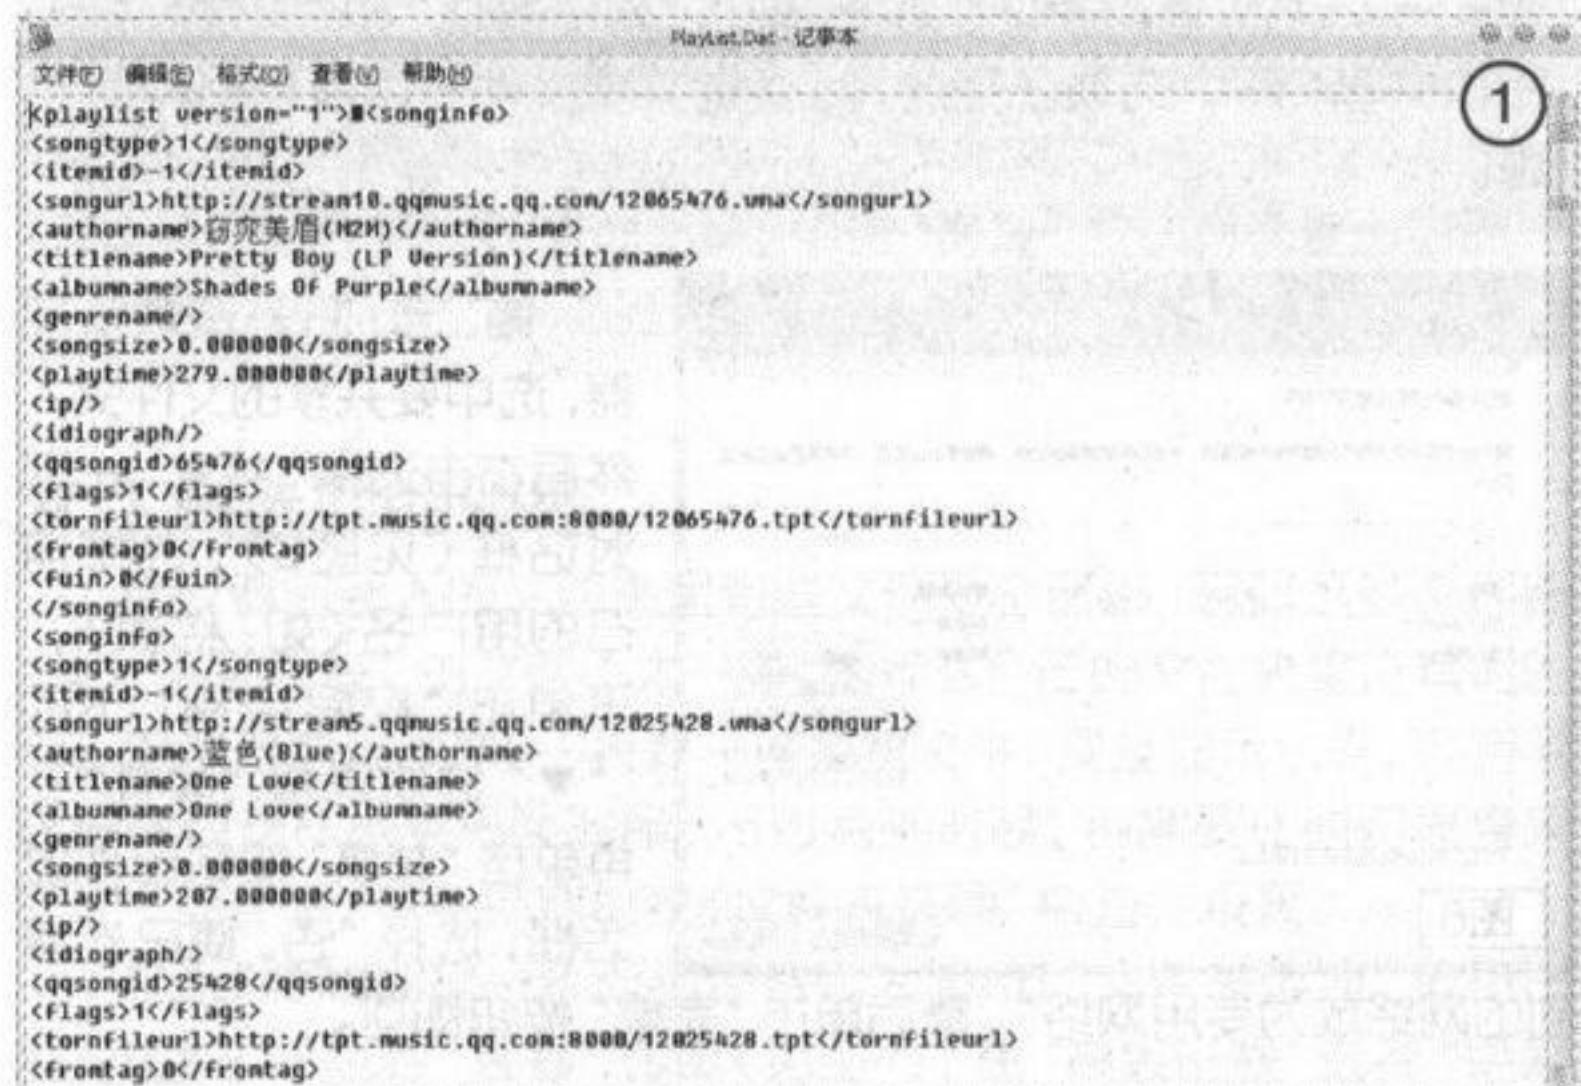 PlayList.Dat - 记事本
文件(F) 编辑(E) 格式(O) 查看(V) 帮助(H)
①
<playlist version="1">■<songinfo>
<songtype>1</songtype>
<itemid>-1</itemid>
<songurl>http://stream10.qqmusic.qq.com/12065476.wma</songurl>
<authorname>窈窕美眉(M2M)</authorname>
<titlename>Pretty Boy (LP Version)</titlename>
<albumname>Shades Of Purple</albumname>
<genrename/>
<songsize>0.000000</songsize>
<playtime>279.000000</playtime>
<ip/>
<idiograph/>
<qqsongid>65476</qqsongid>
<flags>1</flags>
<tornfileurl>http://tpt.music.qq.com:8000/12065476.tpt</tornfileurl>
<fromtag>0</fromtag>
<fuin>0</fuin>
</songinfo>
<songinfo>
<songtype>1</songtype>
<itemid>-1</itemid>
<songurl>http://stream5.qqmusic.qq.com/12025428.wma</songurl>
<authorname>蓝色(Blue)</authorname>
<titlename>One Love</titlename>
<albumname>One Love</albumname>
<genrename/>
<songsize>0.000000</songsize>
<playtime>207.000000</playtime>
<ip/>
<idiograph/>
<qqsongid>25428</qqsongid>
<flags>1</flags>
<tornfileurl>http://tpt.music.qq.com:8000/12025428.tpt</tornfileurl>
<fromtag>0</fromtag>